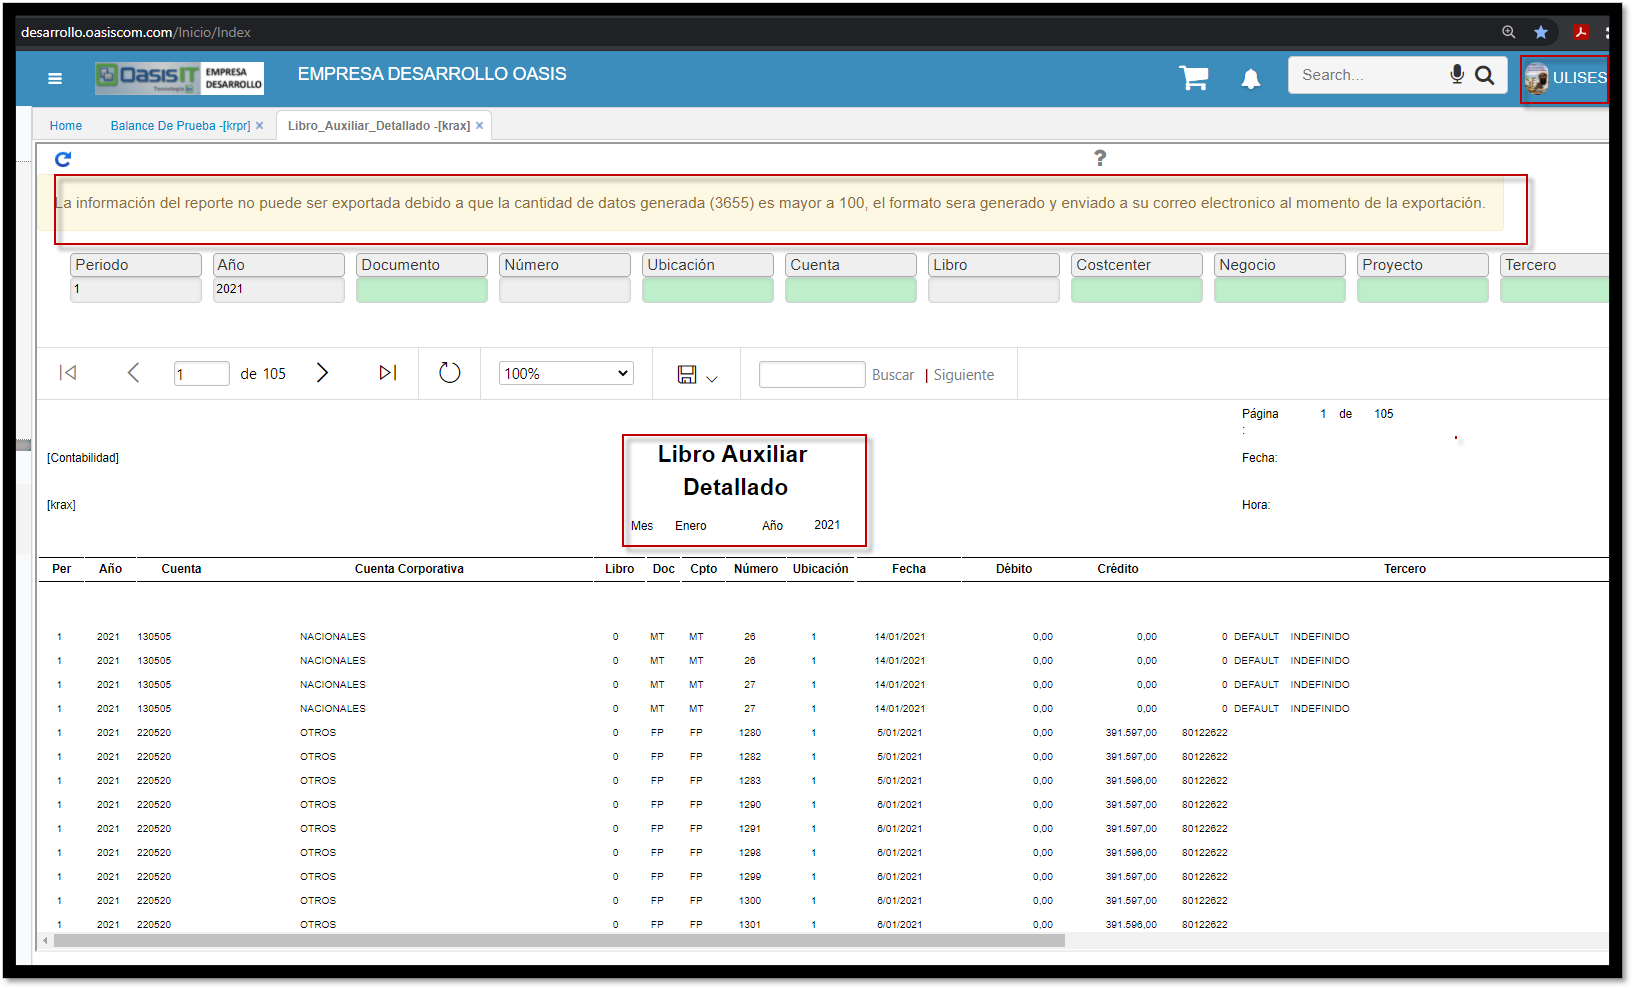 desarrollo.oasiscom.com/Inicio/Index
OasisIT
Tecnología
EMPRESA
DESARROLLO
EMPRESA DESARROLLO OASIS
Search...
ULISES
Home
Balance De Prueba -[krpr] ×
Libro_Auxiliar_Detallado -[krax] ×
?
La información del reporte no puede ser exportada debido a que la cantidad de datos generada (3655) es mayor a 100, el formato sera generado y enviado a su correo electronico al momento de la exportación.
Periodo Año Documento Número Ubicación Cuenta Libro Costcenter Negocio Proyecto Tercero
1 2021
1 de 105 100% Buscar | Siguiente
Página : 1 de 105
Libro Auxiliar
Detallado
[Contabilidad] Fecha:
[krax] Hora:
Mes Enero Año 2021
Per Año Cuenta Cuenta Corporativa Libro Doc Cpto Número Ubicación Fecha Débito Crédito Tercero
1 2021 130505 NACIONALES 0 MT MT 26 1 14/01/2021 0,00 0,00 0 DEFAULT INDEFINIDO
1 2021 130505 NACIONALES 0 MT MT 26 1 14/01/2021 0,00 0,00 0 DEFAULT INDEFINIDO
1 2021 130505 NACIONALES 0 MT MT 27 1 14/01/2021 0,00 0,00 0 DEFAULT INDEFINIDO
1 2021 130505 NACIONALES 0 MT MT 27 1 14/01/2021 0,00 0,00 0 DEFAULT INDEFINIDO
1 2021 220520 OTROS 0 FP FP 1280 1 5/01/2021 0,00 391.597,00 80122622
1 2021 220520 OTROS 0 FP FP 1282 1 5/01/2021 0,00 391.597,00 80122622
1 2021 220520 OTROS 0 FP FP 1283 1 5/01/2021 0,00 391.596,00 80122622
1 2021 220520 OTROS 0 FP FP 1290 1 6/01/2021 0,00 391.597,00 80122622
1 2021 220520 OTROS 0 FP FP 1291 1 6/01/2021 0,00 391.597,00 80122622
1 2021 220520 OTROS 0 FP FP 1298 1 6/01/2021 0,00 391.596,00 80122622
1 2021 220520 OTROS 0 FP FP 1299 1 6/01/2021 0,00 391.597,00 80122622
1 2021 220520 OTROS 0 FP FP 1300 1 6/01/2021 0,00 391.597,00 80122622
1 2021 220520 OTROS 0 FP FP 1301 1 6/01/2021 0,00 391.596,00 80122622